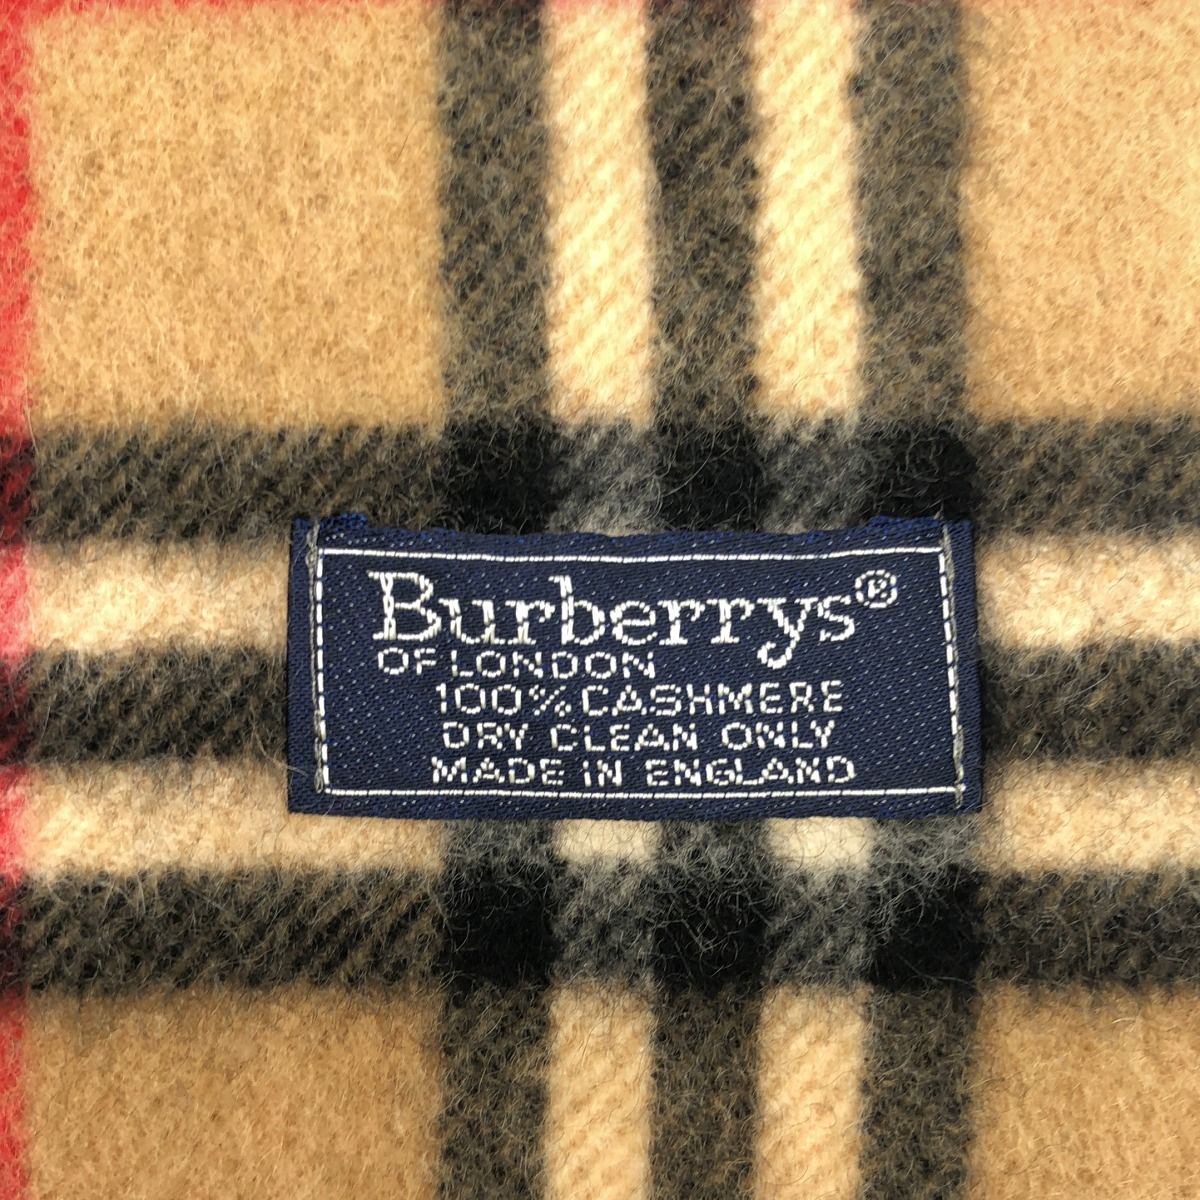 Burberrys®
OF LONDON
100% CASHMERE
DRY CLEAN ONLY
MADE IN ENGLAND